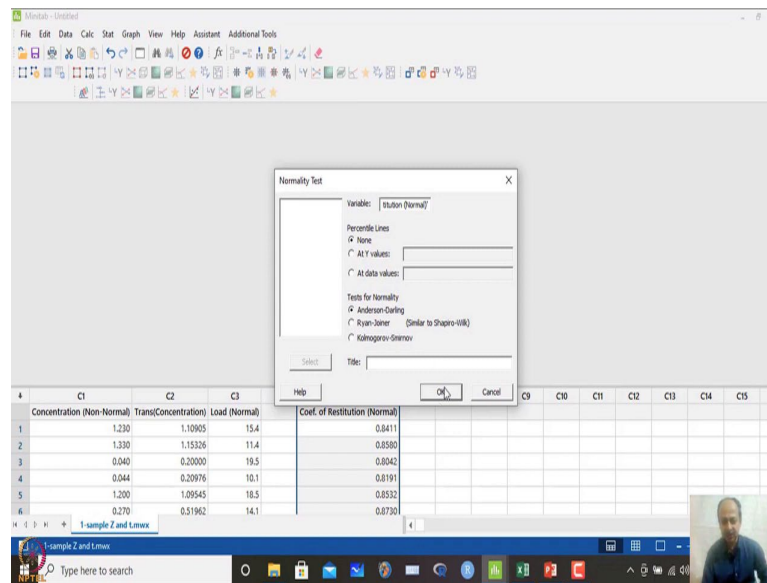 Minitab - Untitled
File Edit Data Calc Stat Graph View Help Assistant Additional Tools
Normality Test
Variable: titution (Normal)'
Percentile Lines
None
At Y values:
At data values:
Tests for Normality
Anderson-Darling
Ryan-Joiner (Similar to Shapiro-Wilk)
Kolmogorov-Smirnov
Select
Title:
Help OK Cancel
C1 C2 C3 C9 C10 C11 C12 C13 C14 C15
Concentration (Non-Normal) Trans(Concentration) Load (Normal) Coef. of Restitution (Normal)
1 1.230 1.10905 15.4 0.8411
2 1.330 1.15326 11.4 0.8580
3 0.040 0.20000 19.5 0.8042
4 0.044 0.20976 10.1 0.8191
5 1.200 1.09545 18.5 0.8532
6 0.270 0.51962 14.1 0.8730
1-sample Z and t.mwx
1-sample Z and t.mwx
Type here to search
NPTEL